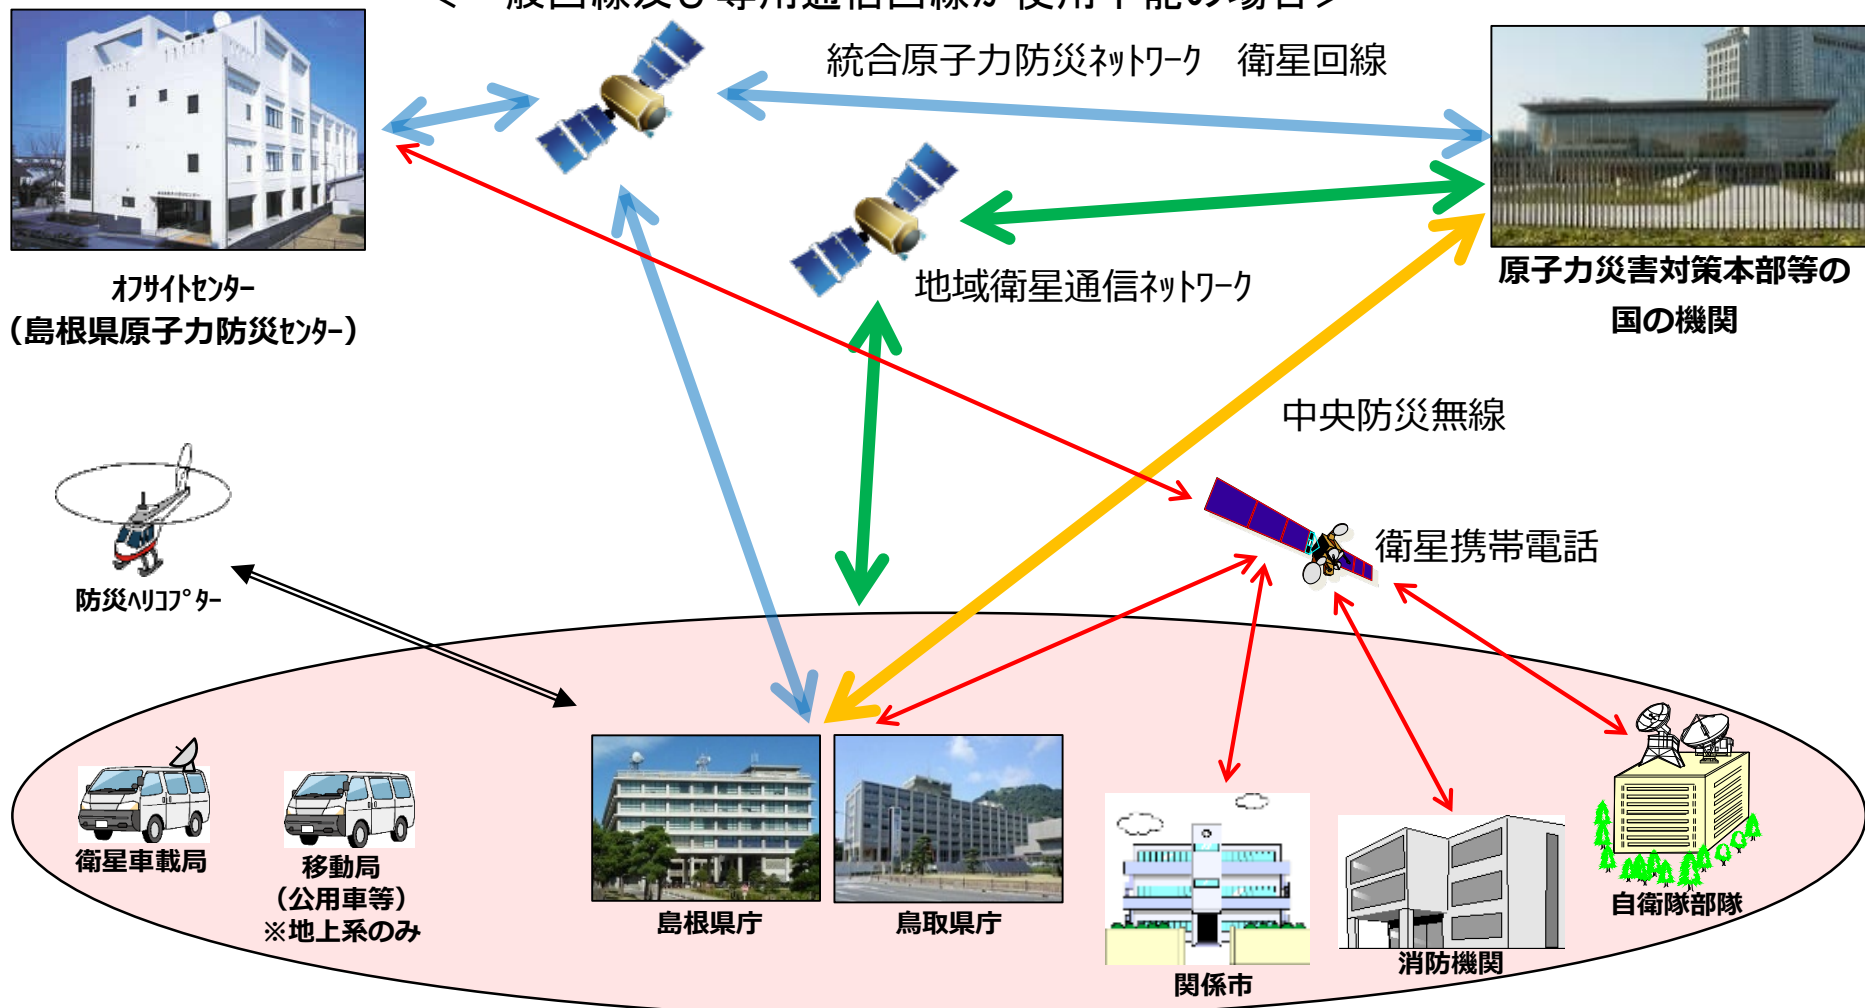 統合原子力防災ﾈｯﾄﾜｰｸ　衛星回線
地域衛星通信ﾈｯﾄﾜｰｸ
ｵﾌｻｲﾄｾﾝﾀｰ
（島根県原子力防災ｾﾝﾀｰ）
原子力災害対策本部等の
国の機関
中央防災無線
衛星携帯電話
防災ﾍﾘｺﾌﾟﾀｰ
衛星車載局
移動局
（公用車等）
※地上系のみ
島根県庁
鳥取県庁
関係市
消防機関
自衛隊部隊